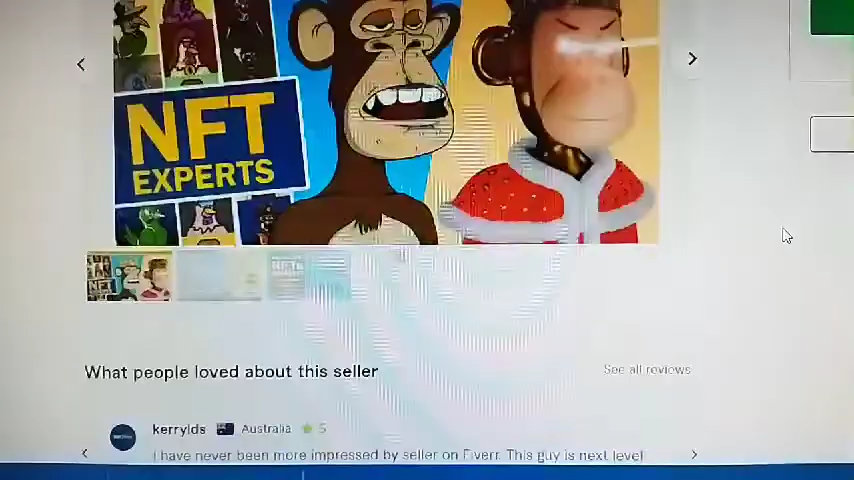 NFT
EXPERTS
What people loved about this seller
See all reviews
kerrylds Australia 5
I have never been more impressed by seller on Fiverr. This guy is next level